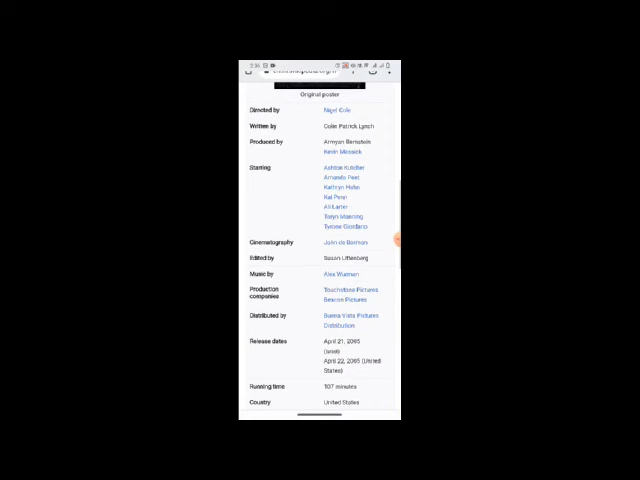 Original poster
Directed by Nigel Cole
Written by Colin Patrick Lynch
Produced by Armyan Bernstein
Kevin Messick
Starring Ashton Kutcher
Amanda Peet
Kathryn Hahn
Kal Penn
Ali Larter
Taryn Manning
Tyrone Giordano
Cinematography John de Borman
Edited by Susan Littenberg
Music by Alex Wurman
Production companies Touchstone Pictures
Beacon Pictures
Distributed by Buena Vista Pictures
Distribution
Release dates April 21, 2005
April 22, 2005 (United
States)
Running time 107 minutes
Country United States